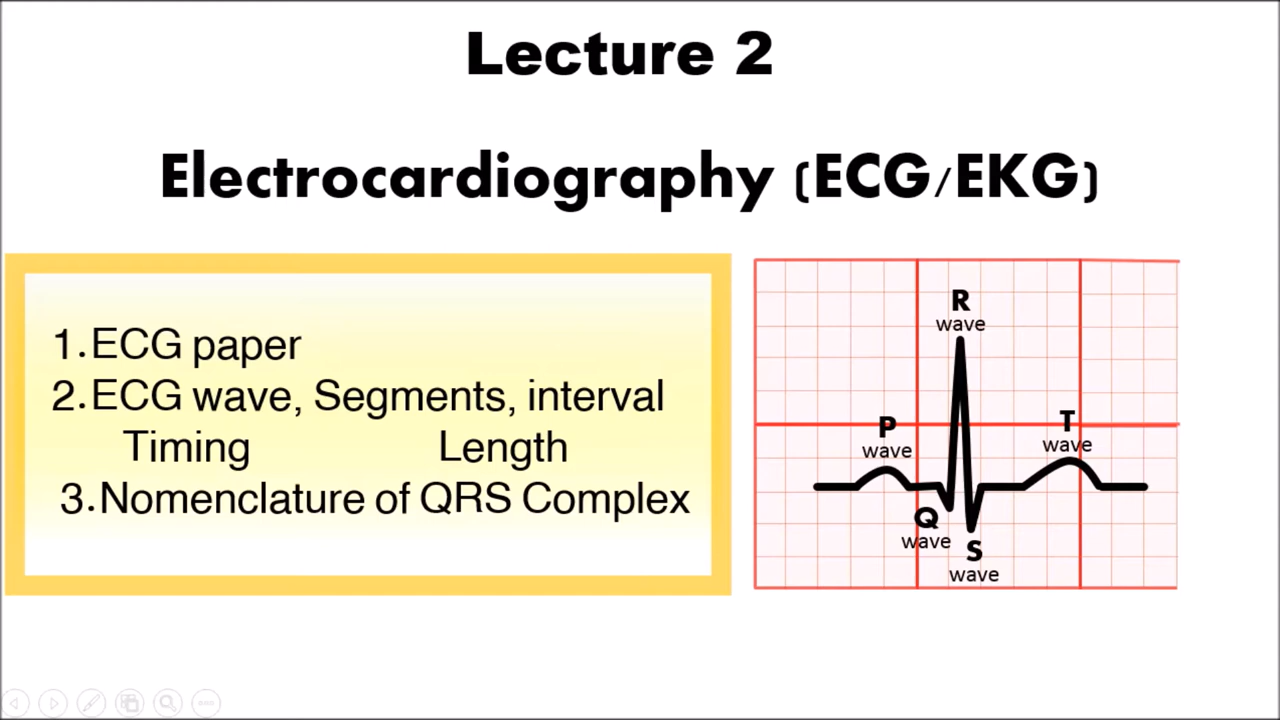 Lecture 2
Electrocardiography (ECG/EKG)
1.ECG paper
2.ECG wave, Segments, interval
Timing Length
3.Nomenclature of QRS Complex
R
wave
P
wave
T
wave
Q
wave
S
wave